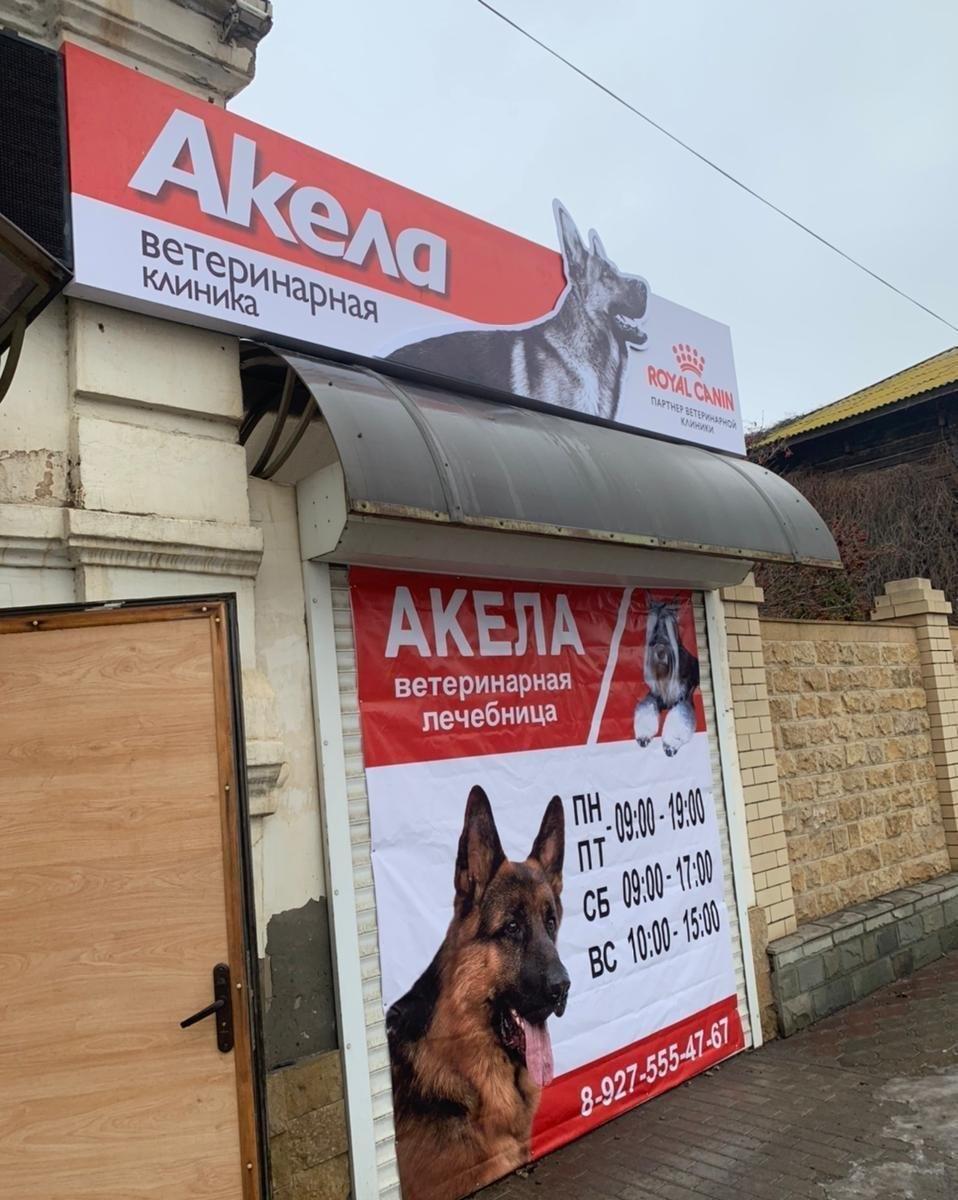 Акела
ветеринарная
клиника
ROYAL CANIN
ПАРТНЕР ВЕТЕРИНАРНОЙ
КЛИНИКИ
АКЕЛА
ветеринарная
лечебница
ПН
- 09:00 - 19:00
ПТ
СБ 09:00 - 17:00
ВС 10:00 - 15:00
8-927-555-47-67